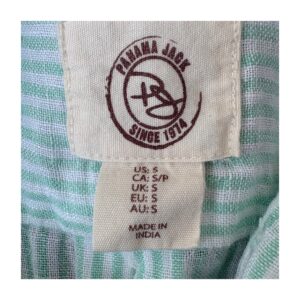 PANAMA JACK
PJ
SINCE 1974
US: S
CA: S/P
UK: S
EU: S
AU: S
MADE IN
INDIA